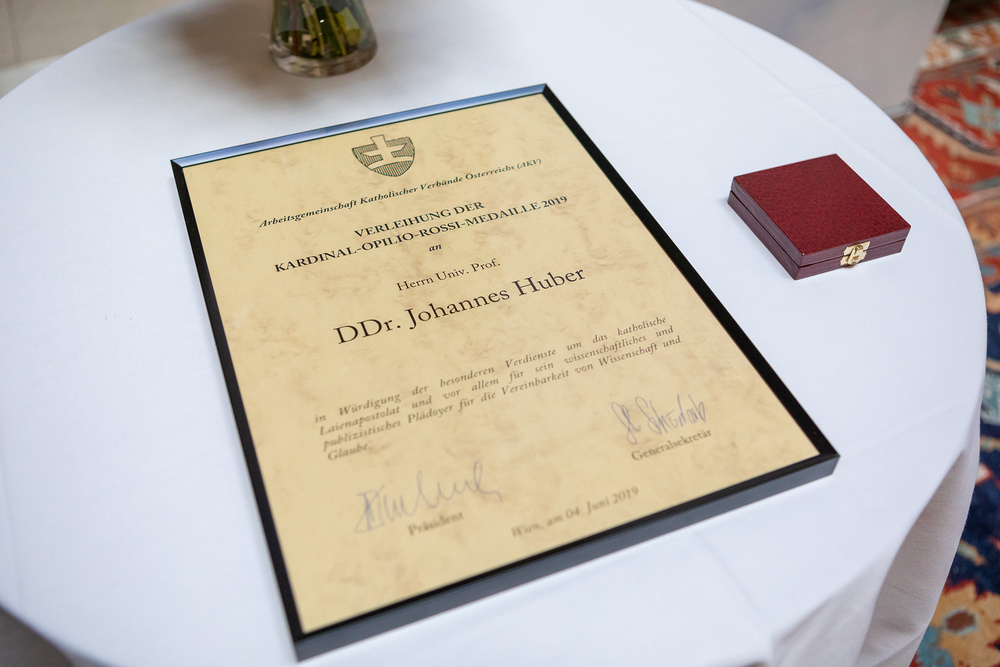 Arbeitsgemeinschaft Katholischer Verbände Österreichs (AKV)
VERLEIHUNG DER
KARDINAL-OPILIO-ROSSI-MEDAILLE 2019
an
Herrn Univ. Prof.
DDr. Johannes Huber
in Würdigung der besonderen Verdienste um das katholische
Laienapostolat und vor allem für sein wissenschaftliches und
publizistisches Plädoyer für die Vereinbarkeit von Wissenschaft und
Glaube.
Generalsekretär
Präsident
Wien, am 04. Juni 2019